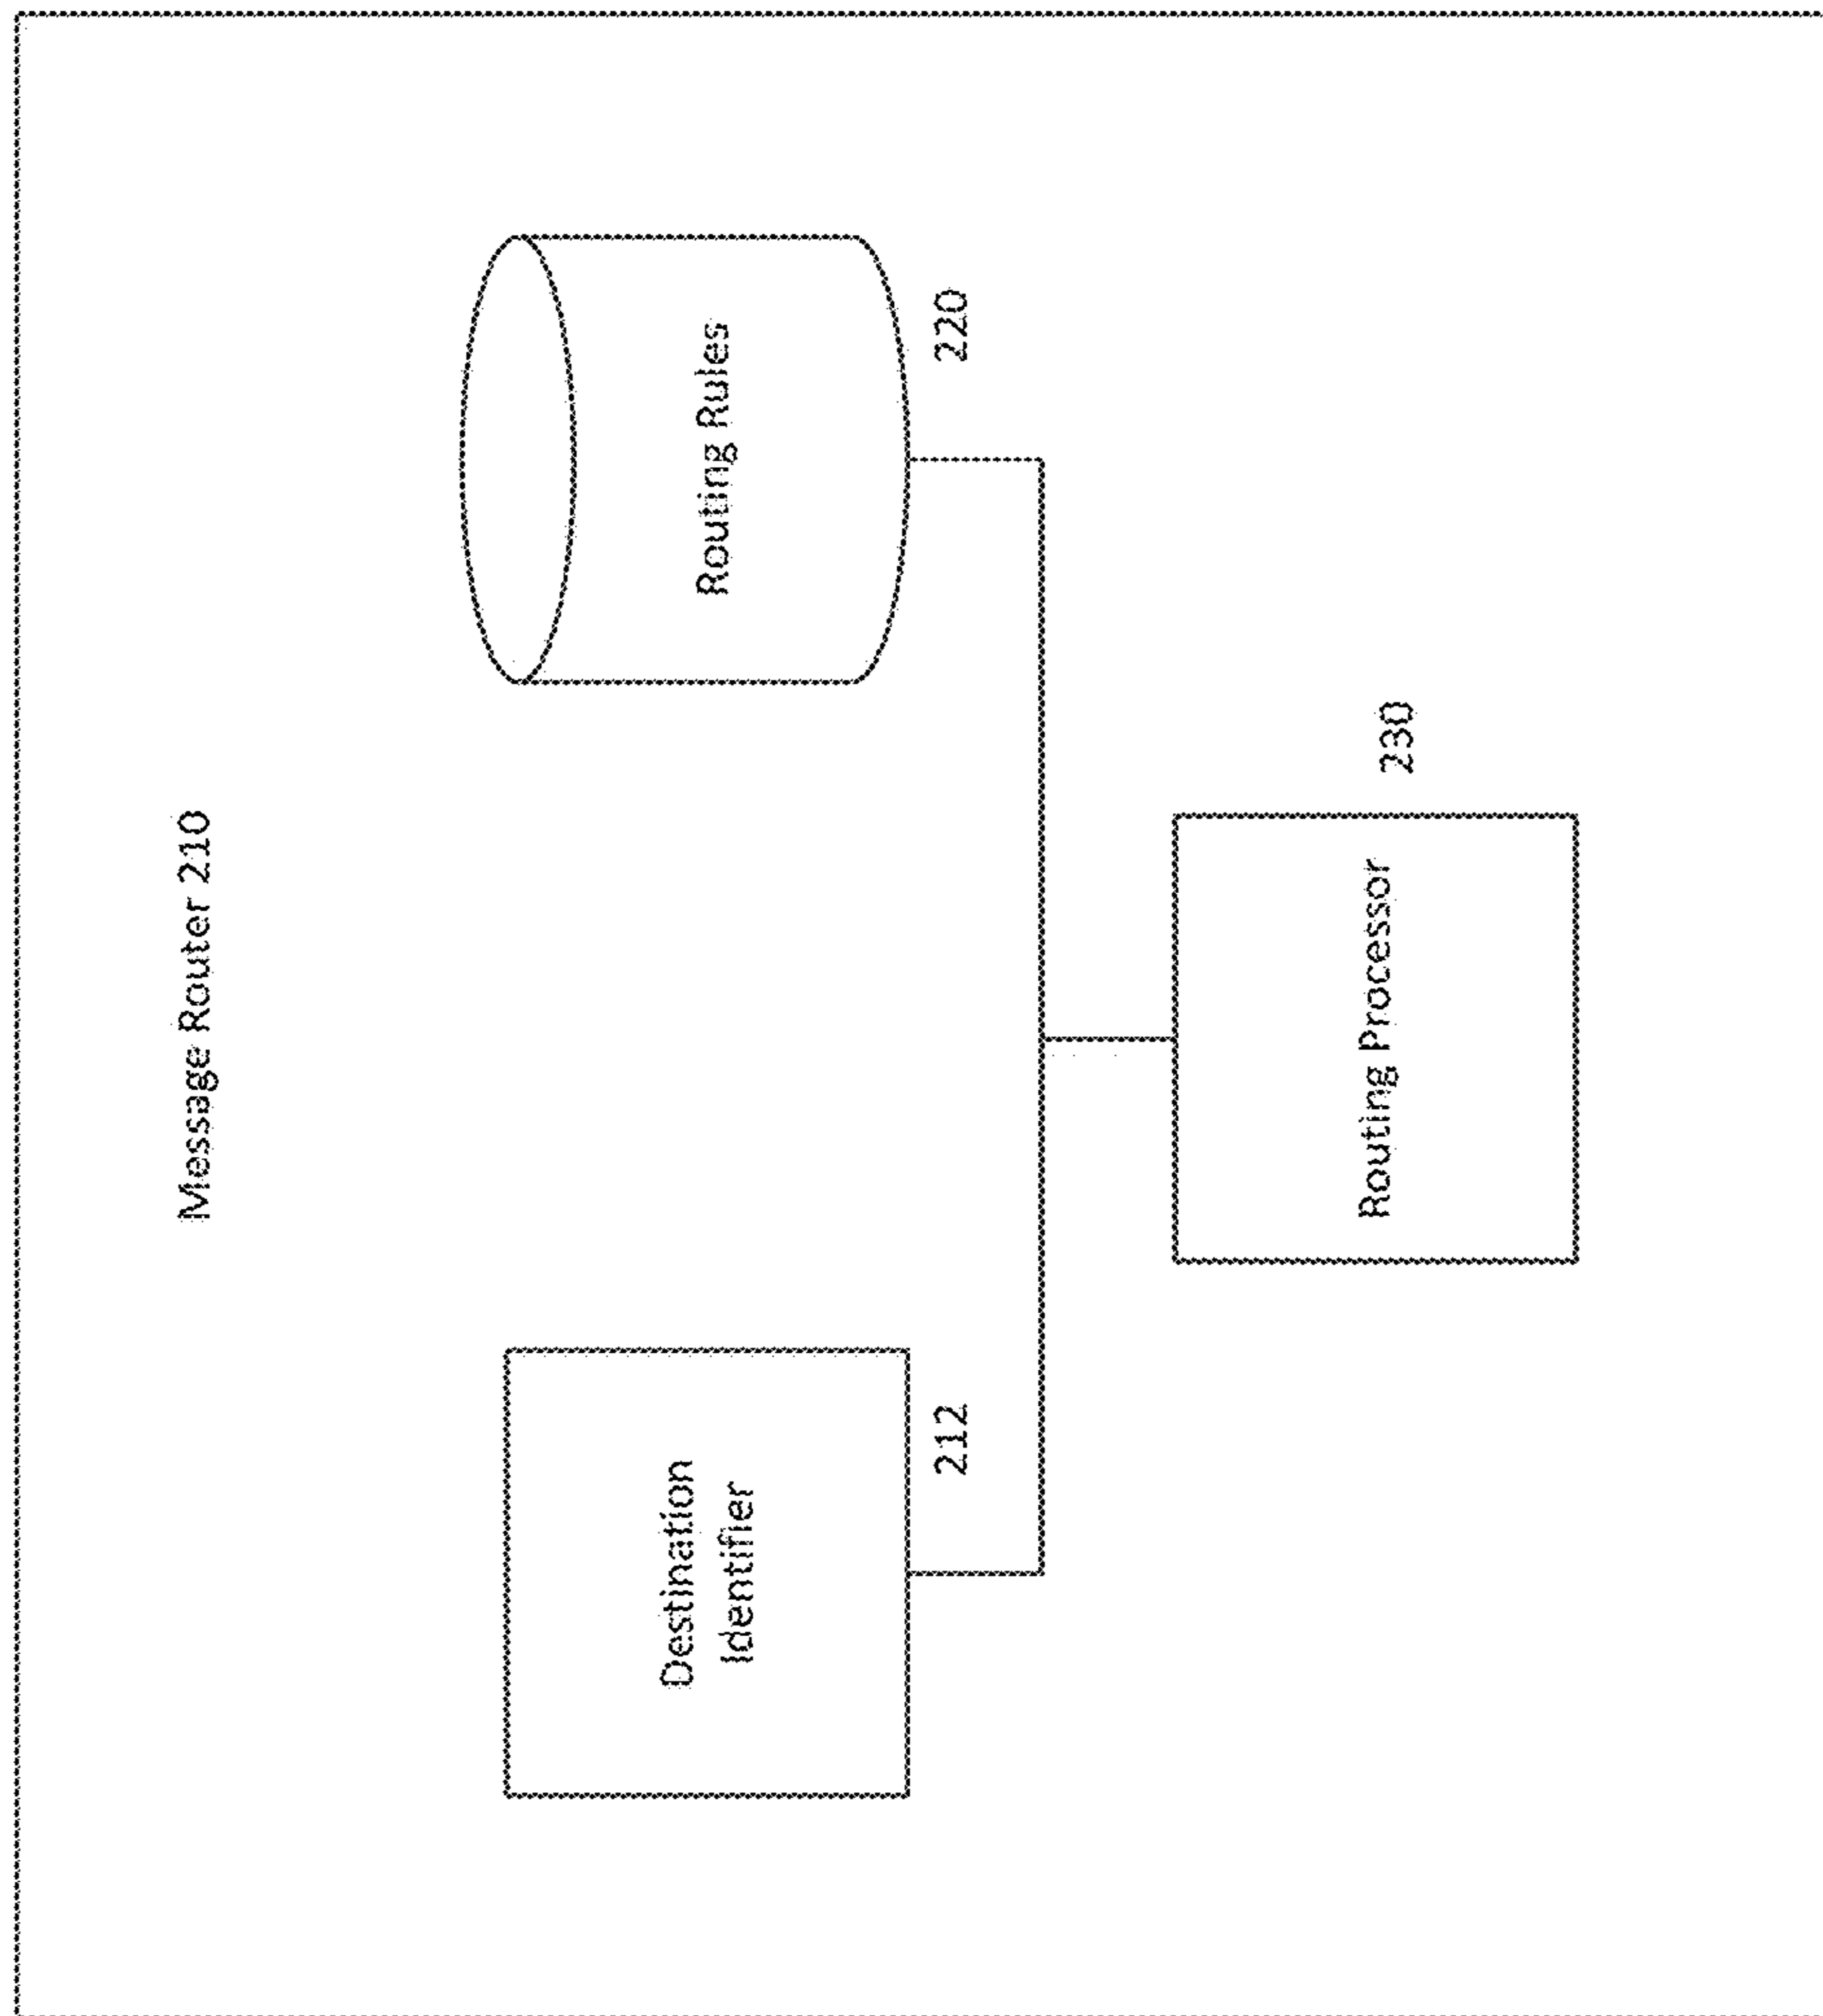 Message Router 210
Destination
Identifier
212
Routing Rules
220
Routing Processor
230